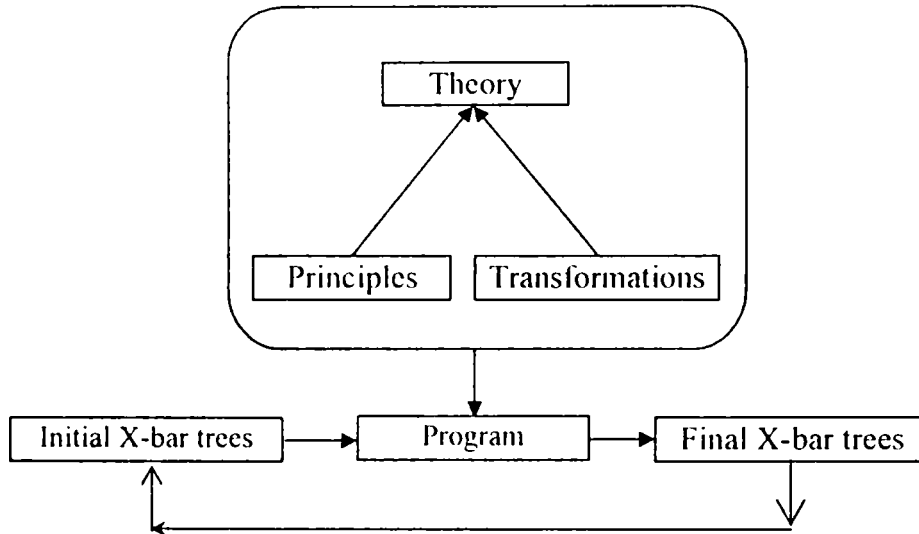 Theory
Principles
Transformations
Initial X-bar trees
Program
Final X-bar trees